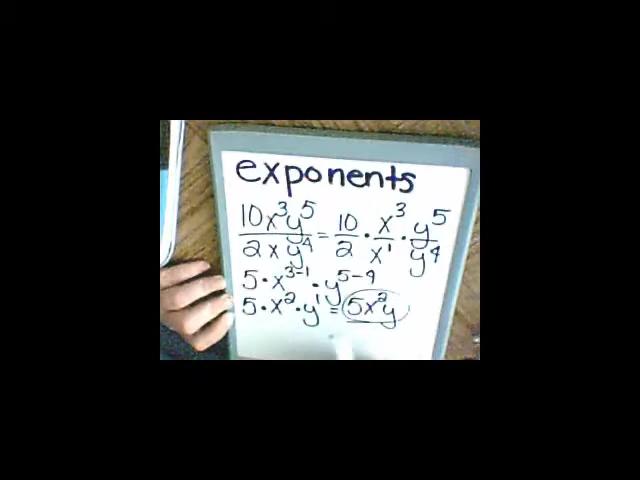 exponents
10x³y⁵/2xy⁴ = 10/2 · x³/x¹ · y⁵/y⁴
5 · x³⁻¹ · y⁵⁻⁴
5 · x² · y¹ = 5x²y